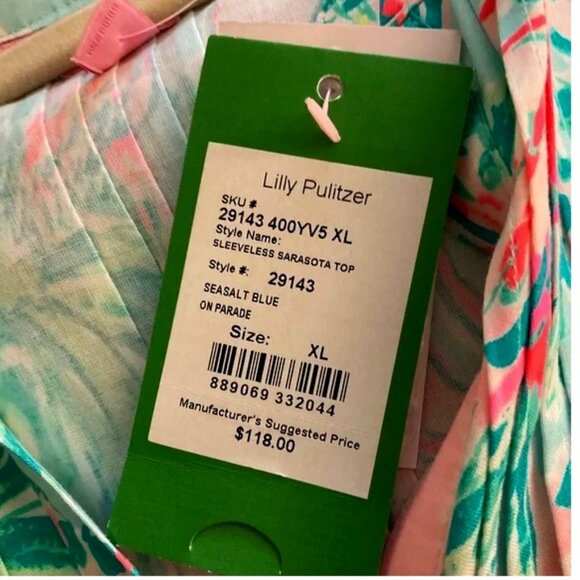 Lilly Pulitzer
SKU #
29143 400YV5 XL
Style Name:
SLEEVELESS SARASOTA TOP
Style #: 29143
SEASALT BLUE
ON PARADE
Size: XL
889069 332044
Manufacturer's Suggested Price
$118.00